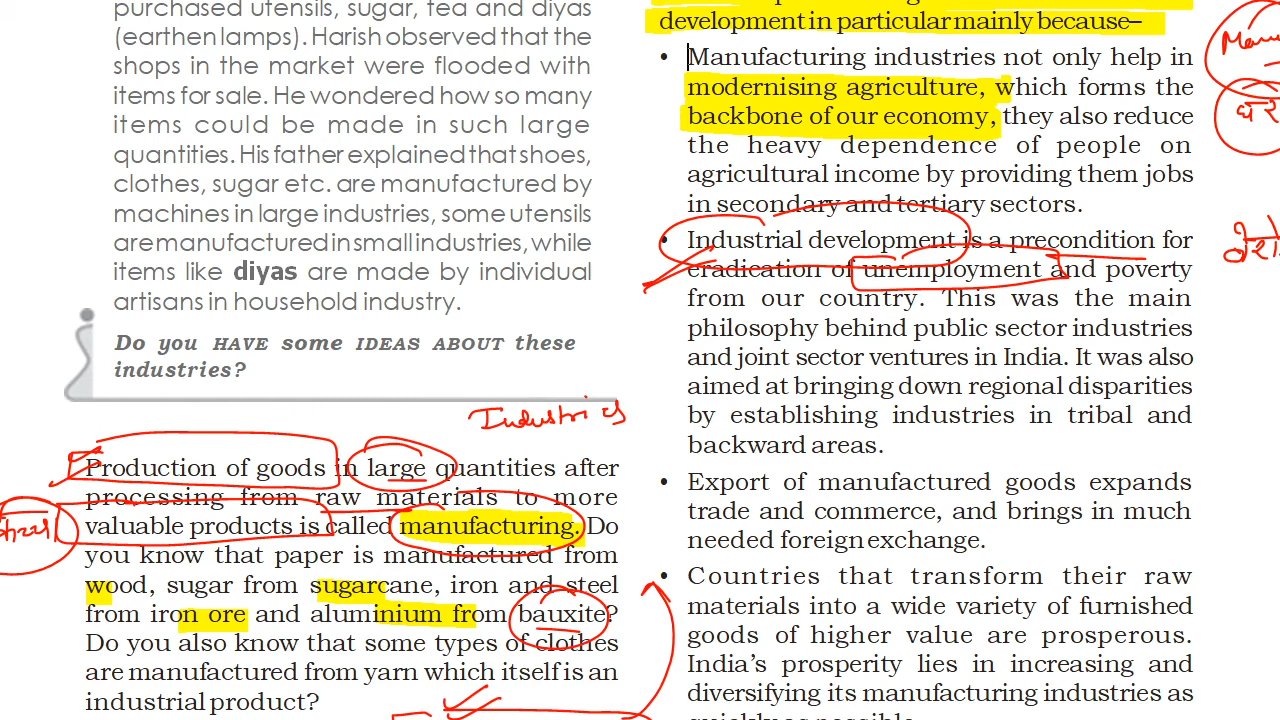 purchased utensils, sugar, tea and diyas
(earthen lamps). Harish observed that the
shops in the market were flooded with
items for sale. He wondered how so many
items could be made in such large
quantities. His father explained that shoes,
clothes, sugar etc. are manufactured by
machines in large industries, some utensils
are manufactured in small industries, while
items like diyas are made by individual
artisans in household industry.
Do you HAVE some IDEAS ABOUT these
industries?
Industries
Production of goods in large quantities after
processing from raw materials to more
valuable products is called manufacturing. Do
you know that paper is manufactured from
wood, sugar from sugarcane, iron and steel
from iron ore and aluminium from bauxite?
Do you also know that some types of clothes
are manufactured from yarn which itself is an
industrial product?
development in particular mainly because–
• Manufacturing industries not only help in
modernising agriculture, which forms the
backbone of our economy, they also reduce
the heavy dependence of people on
agricultural income by providing them jobs
in secondary and tertiary sectors.
• Industrial development is a precondition for
eradication of unemployment and poverty
from our country. This was the main
philosophy behind public sector industries
and joint sector ventures in India. It was also
aimed at bringing down regional disparities
by establishing industries in tribal and
backward areas.
• Export of manufactured goods expands
trade and commerce, and brings in much
needed foreign exchange.
• Countries that transform their raw
materials into a wide variety of furnished
goods of higher value are prosperous.
India's prosperity lies in increasing and
diversifying its manufacturing industries as
quickly as possible.